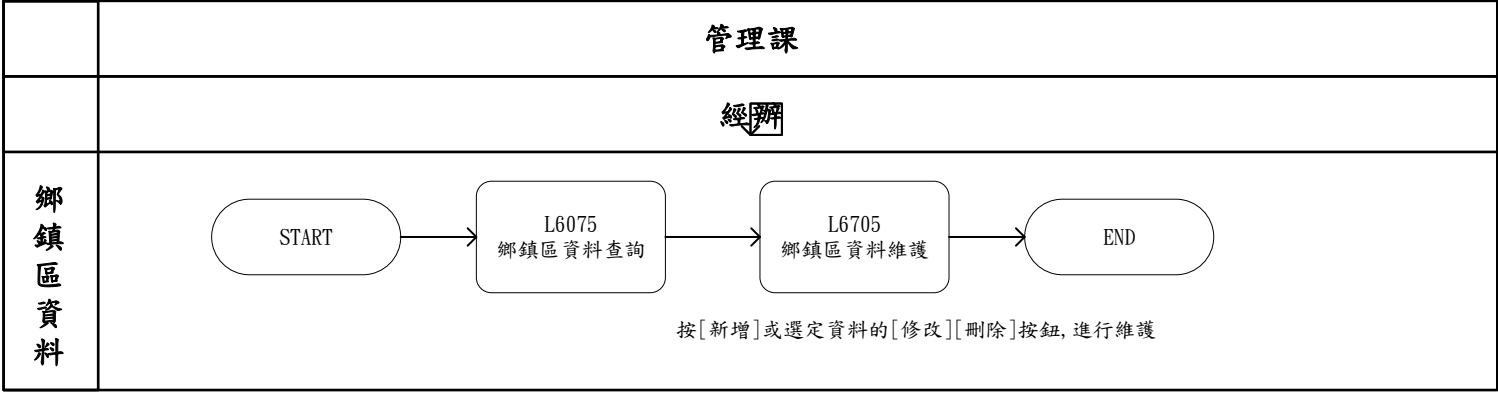 管理課
經辦
鄉鎮區資料
START
L6075
鄉鎮區資料查詢
L6705
鄉鎮區資料維護
END
按[新增]或選定資料的[修改][刪除]按鈕,進行維護